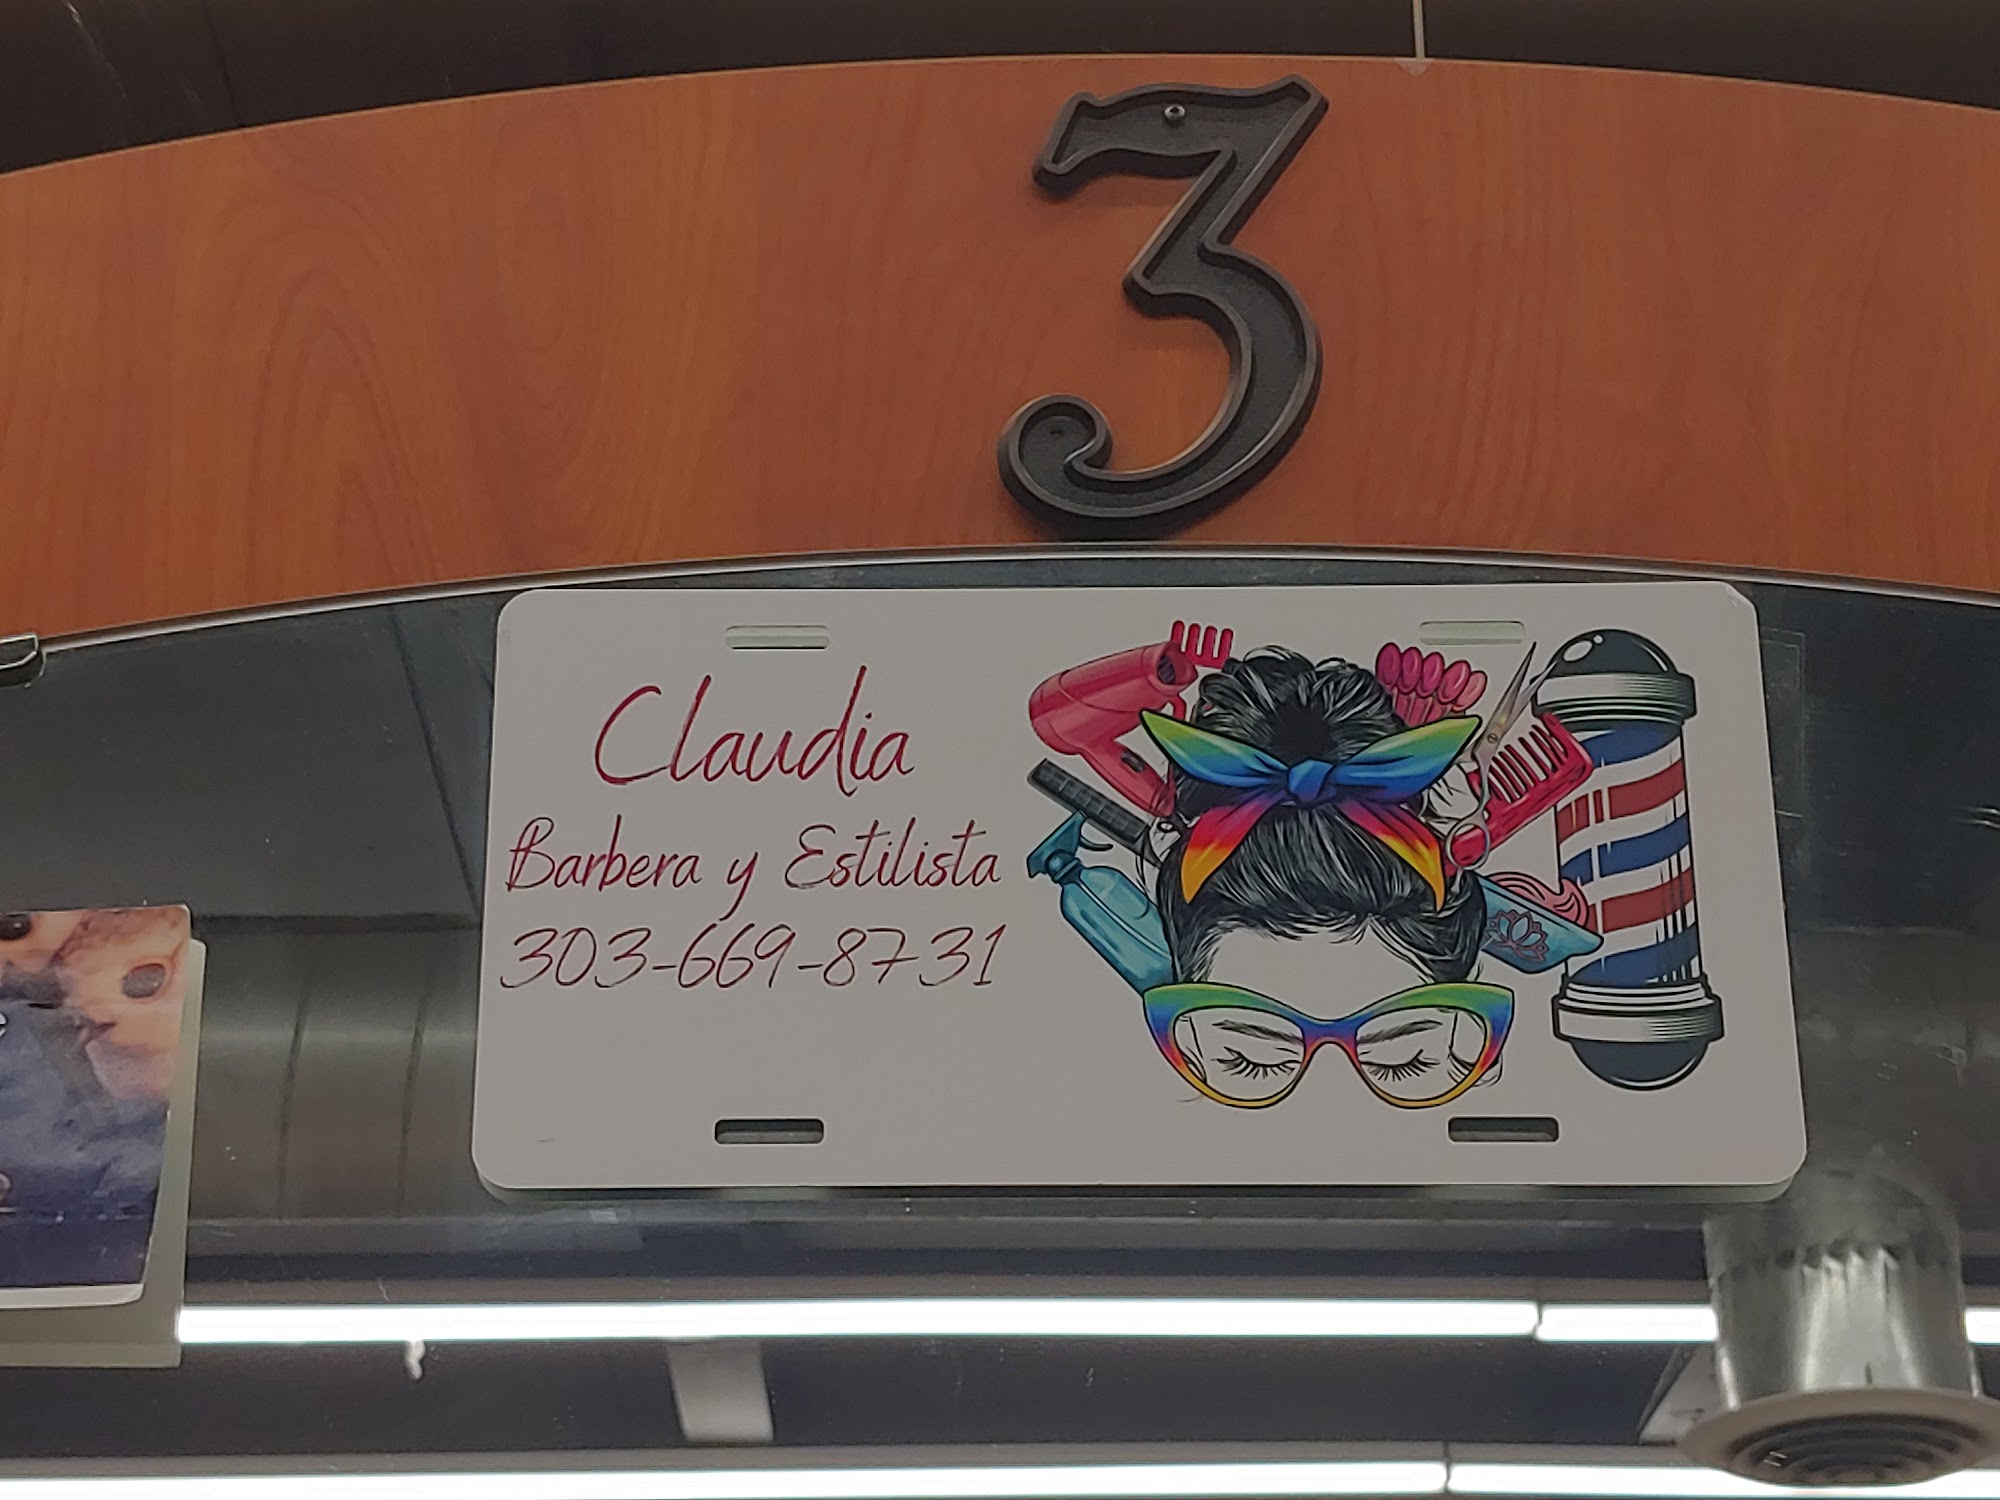 3
Claudia
Barbera y Estilista
303-669-8731